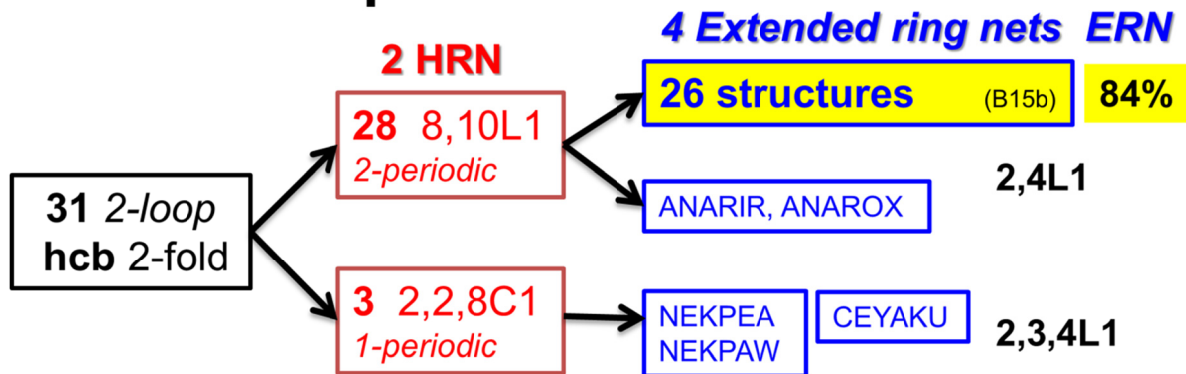 4 Extended ring nets ERN
2 HRN
26 structures (B15b) 84%
28 8,10L1
2-periodic
2,4L1
ANARIR, ANAROX
31 2-loop
hcb 2-fold
3 2,2,8C1
1-periodic
NEKPEA
NEKPAW
CEYAKU
2,3,4L1